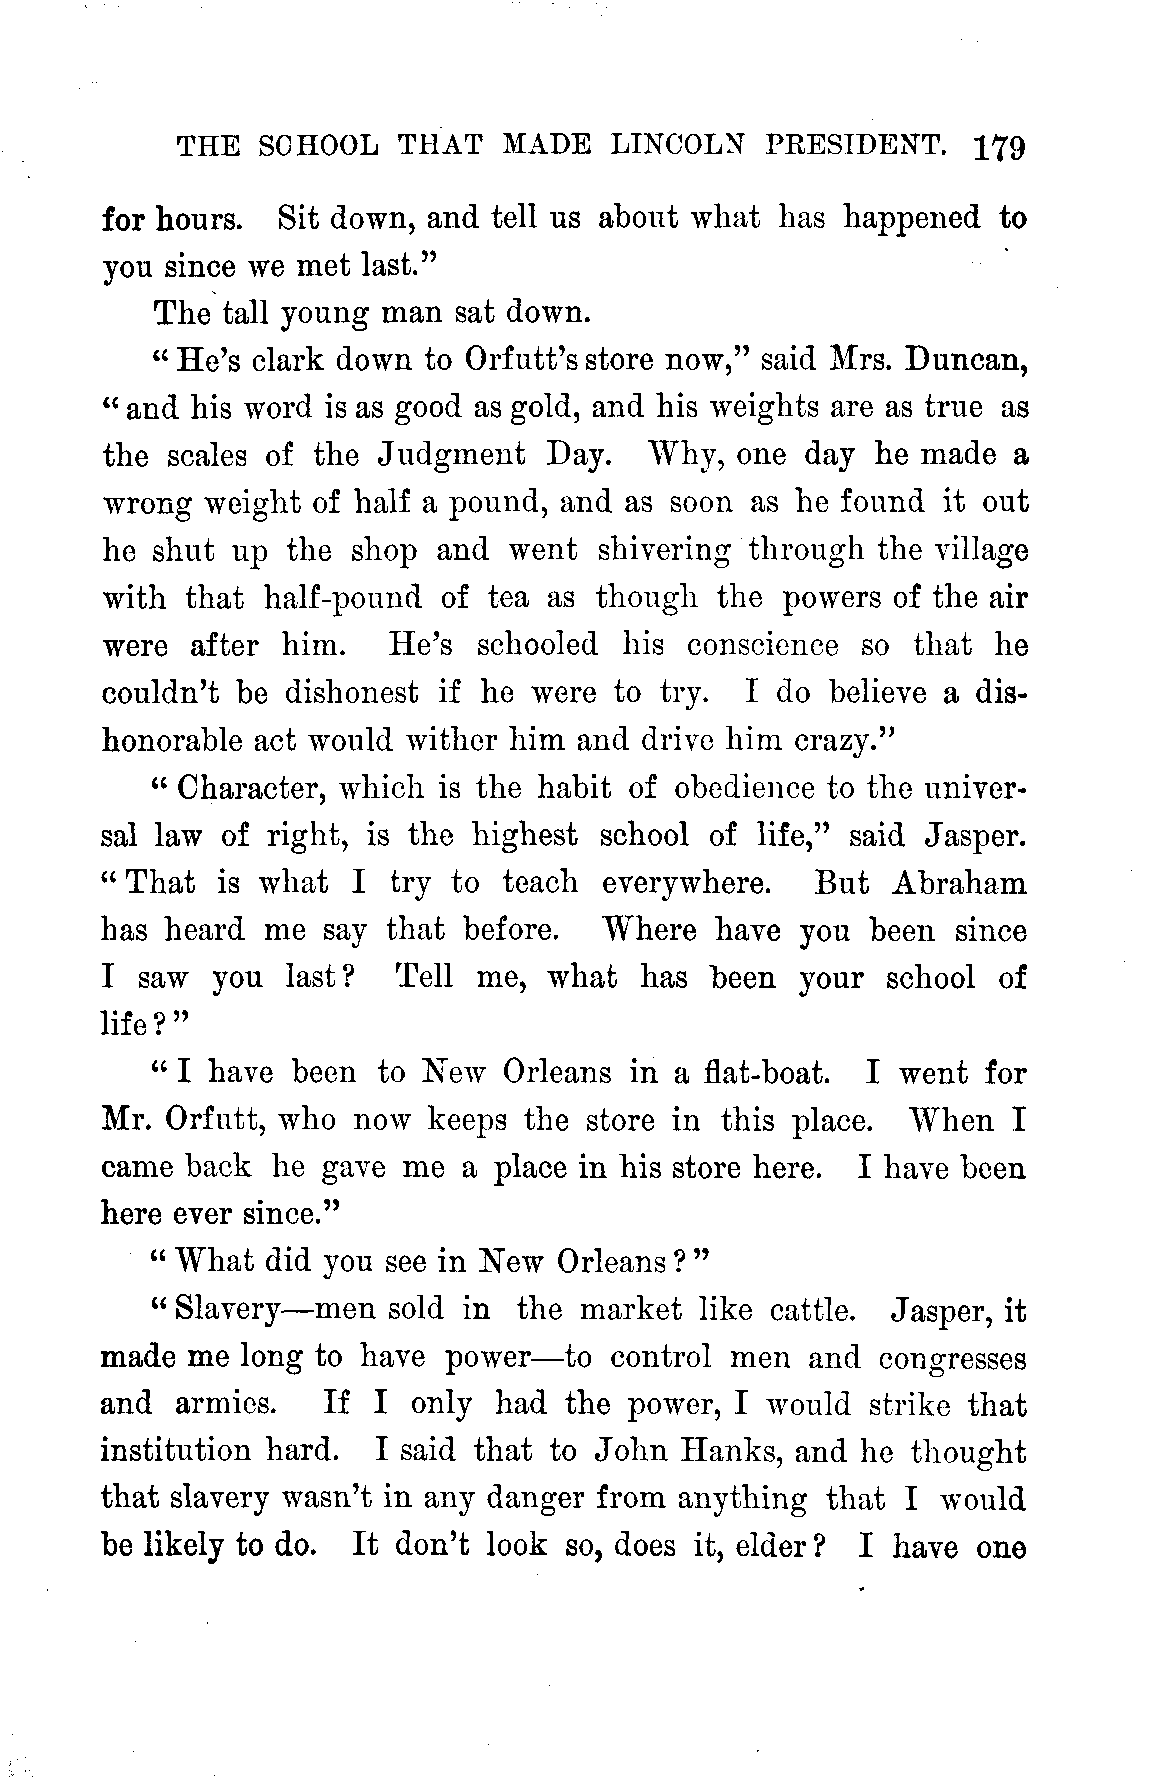 THE SCHOOL THAT MADE LINCOLN PRESIDENT. 179
for hours. Sit down, and tell us about what has happened to
you since we met last."
The tall young man sat down.
"He's clark down to Orfutt's store now," said Mrs. Duncan,
"and his word is as good as gold, and his weights are as true as
the scales of the Judgment Day. Why, one day he made a
wrong weight of half a pound, and as soon as he found it out
he shut up the shop and went shivering through the village
with that half-pound of tea as though the powers of the air
were after him. He's schooled his conscience so that he
couldn't be dishonest if he were to try. I do believe a dis-
honorable act would wither him and drive him crazy."
"Character, which is the habit of obedience to the univer-
sal law of right, is the highest school of life," said Jasper.
"That is what I try to teach everywhere. But Abraham
has heard me say that before. Where have you been since
I saw you last? Tell me, what has been your school of
life?"
"I have been to New Orleans in a flat-boat. I went for
Mr. Orfutt, who now keeps the store in this place. When I
came back he gave me a place in his store here. I have been
here ever since."
"What did you see in New Orleans?"
"Slavery—men sold in the market like cattle. Jasper, it
made me long to have power—to control men and congresses
and armies. If I only had the power, I would strike that
institution hard. I said that to John Hanks, and he thought
that slavery wasn't in any danger from anything that I would
be likely to do. It don't look so, does it, elder? I have one